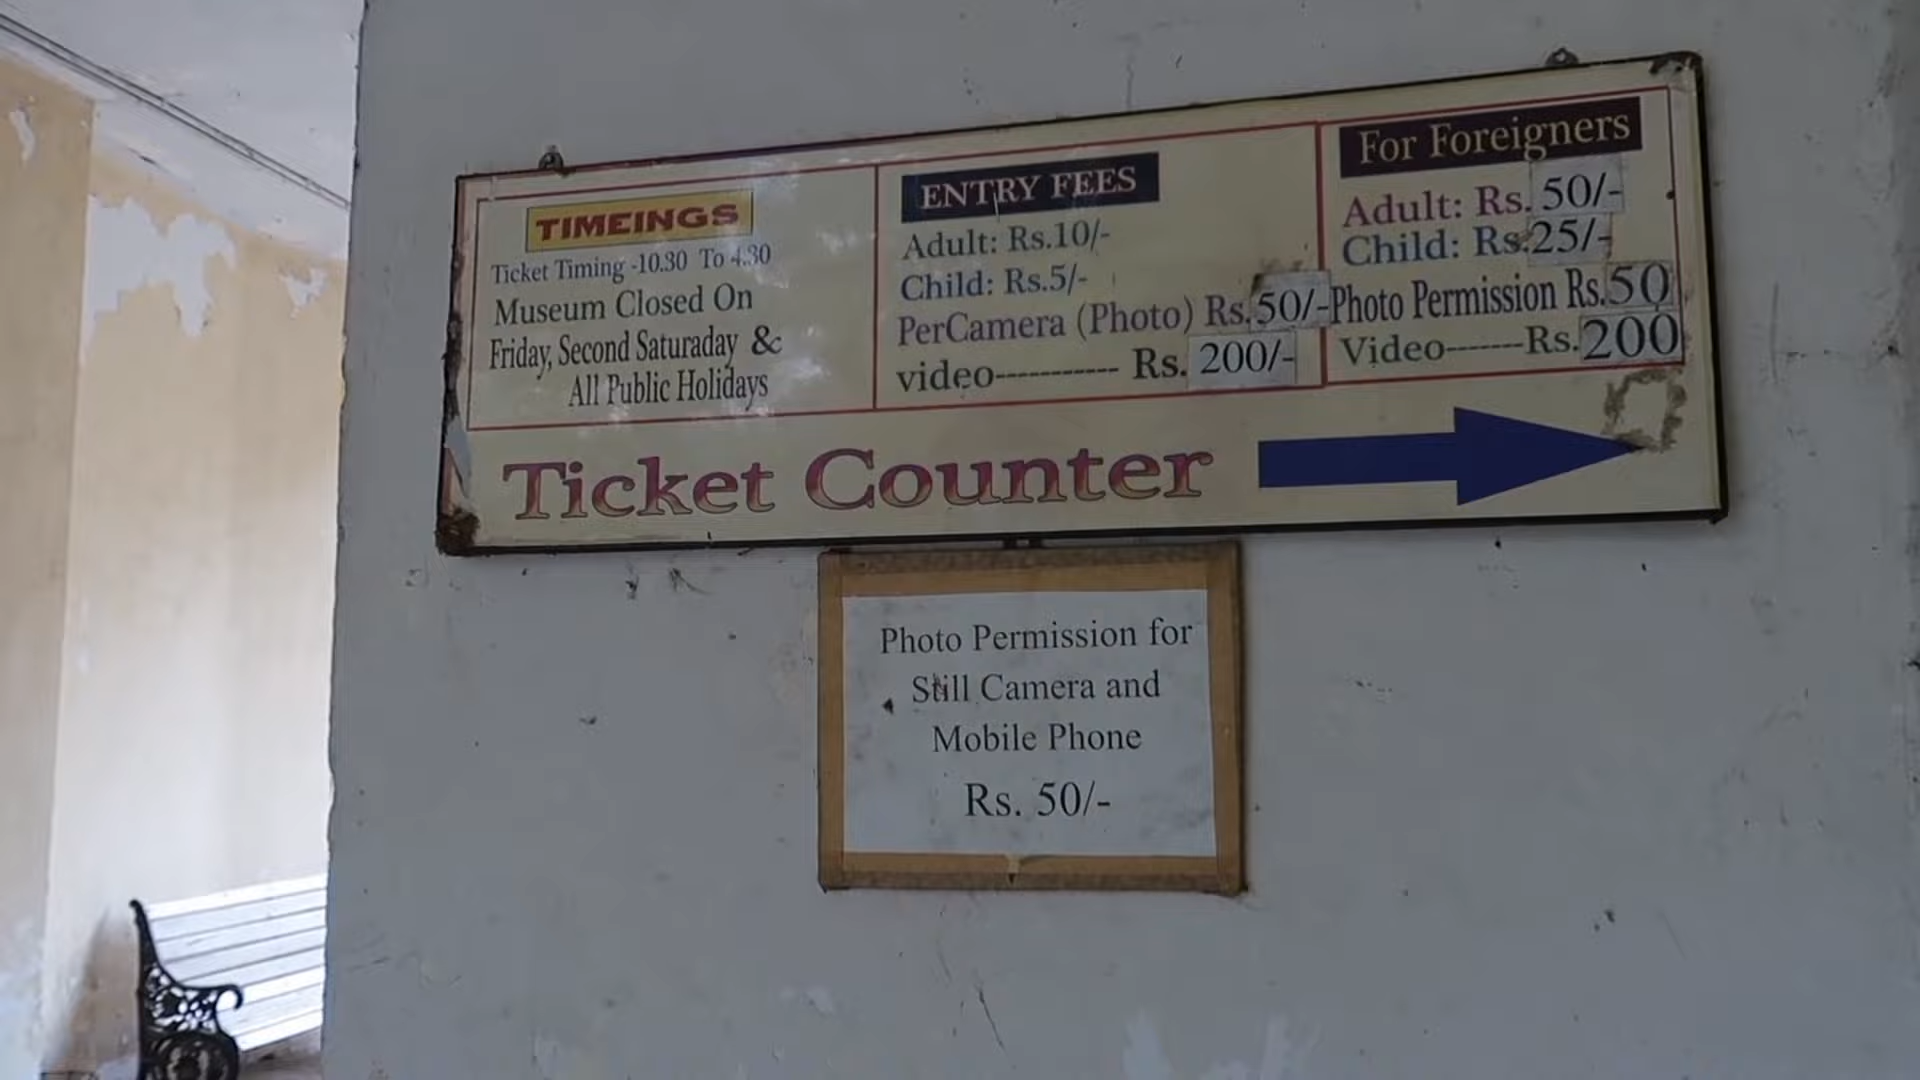 TIMEINGS
Ticket Timing -10.30 To 4.30
Museum Closed On
Friday, Second Saturaday &
All Public Holidays
ENTRY FEES
Adult: Rs.10/-
Child: Rs.5/-
PerCamera (Photo) Rs.50/-
video----------- Rs. 200/-
For Foreigners
Adult: Rs. 50/-
Child: Rs.25/-
Photo Permission Rs.50
Video-------Rs.200
Ticket Counter
Photo Permission for
Still Camera and
Mobile Phone
Rs. 50/-